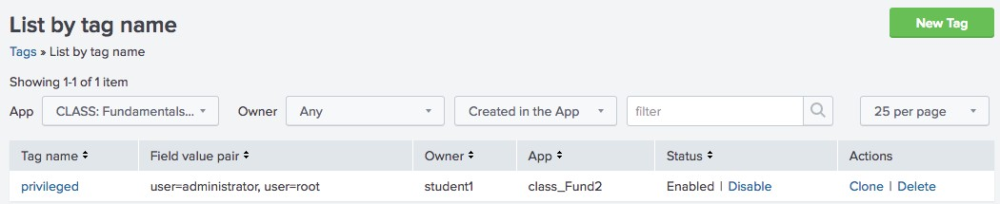 List by tag name
New Tag
Tags » List by tag name
Showing 1-1 of 1 item
App CLASS: Fundamentals... Owner Any Created in the App filter 25 per page
Tag name Field value pair Owner App Status Actions
privileged user=administrator, user=root student1 class_Fund2 Enabled | Disable Clone | Delete